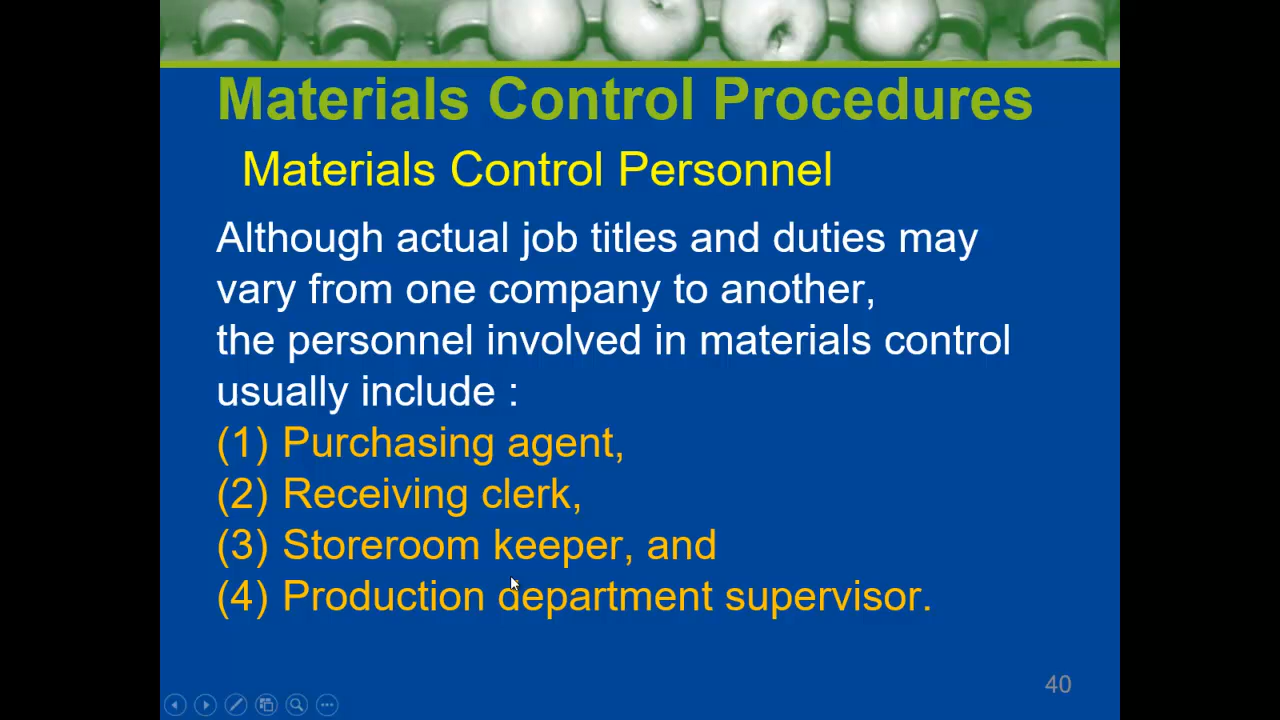 Materials Control Procedures
Materials Control Personnel
Although actual job titles and duties may
vary from one company to another,
the personnel involved in materials control
usually include :
(1) Purchasing agent,
(2) Receiving clerk,
(3) Storeroom keeper, and
(4) Production department supervisor.
40